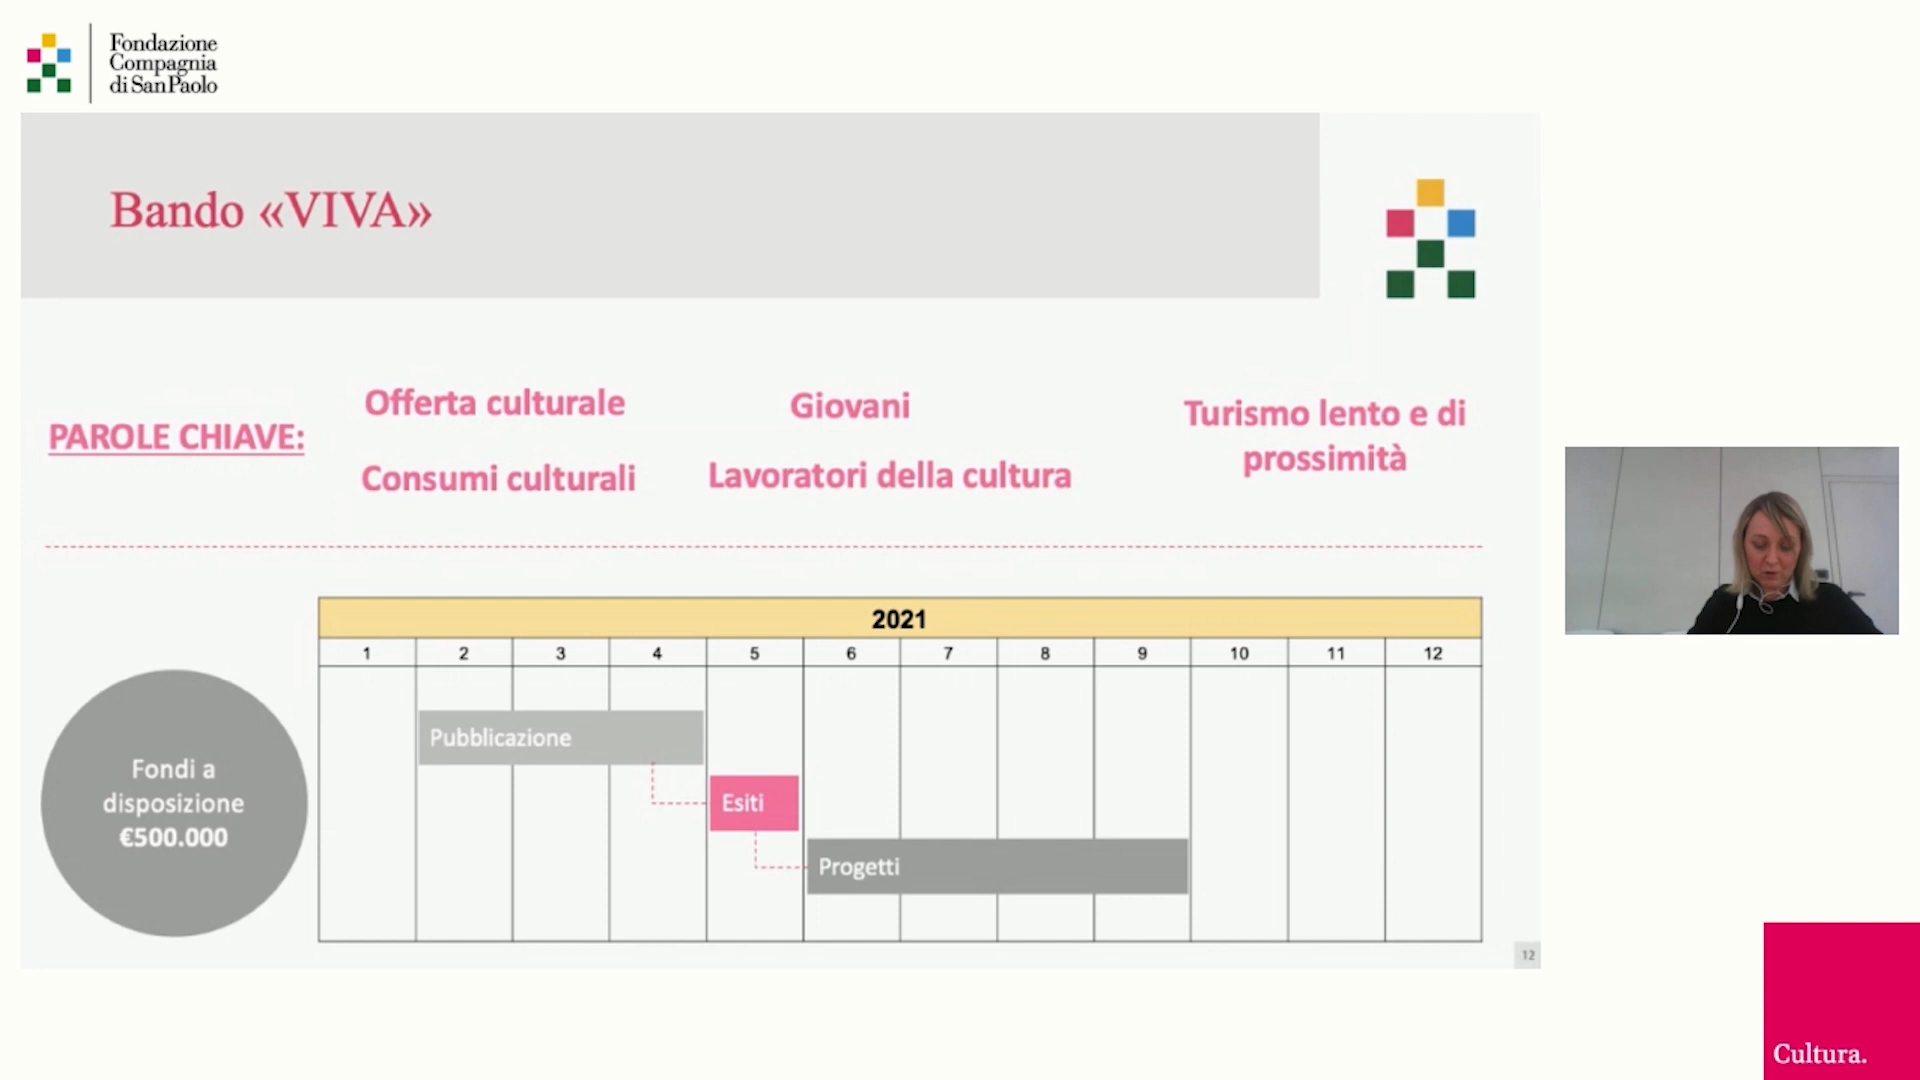 Fondazione
Compagnia
di San Paolo
Bando «VIVA»
PAROLE CHIAVE:
Offerta culturale
Giovani
Turismo lento e di
prossimità
Consumi culturali
Lavoratori della cultura
2021
1 2 3 4 5 6 7 8 9 10 11 12
Pubblicazione
Esiti
Progetti
Fondi a
disposizione
€500.000
12
Cultura.